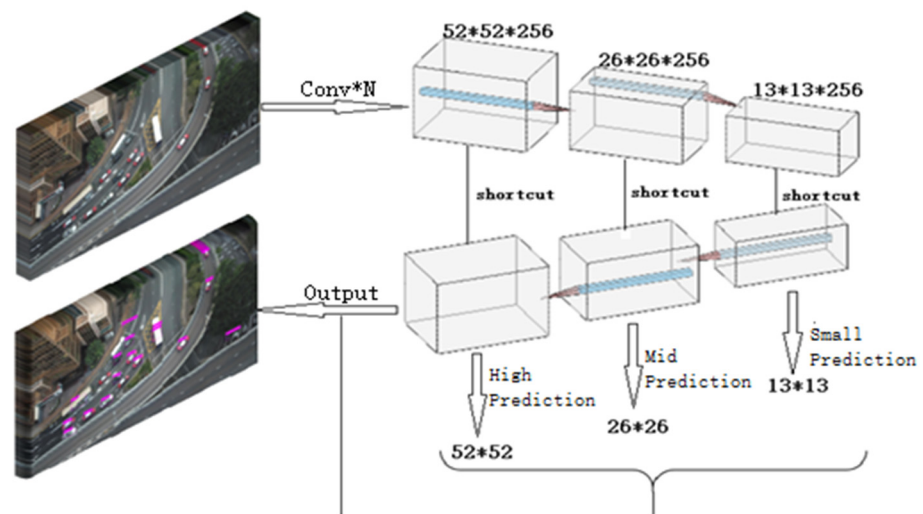 52*52*256
26*26*256
13*13*256
Conv*N
shortcut
shortcut
shortcut
Output
High
Prediction
Mid
Prediction
Small
Prediction
52*52
26*26
13*13